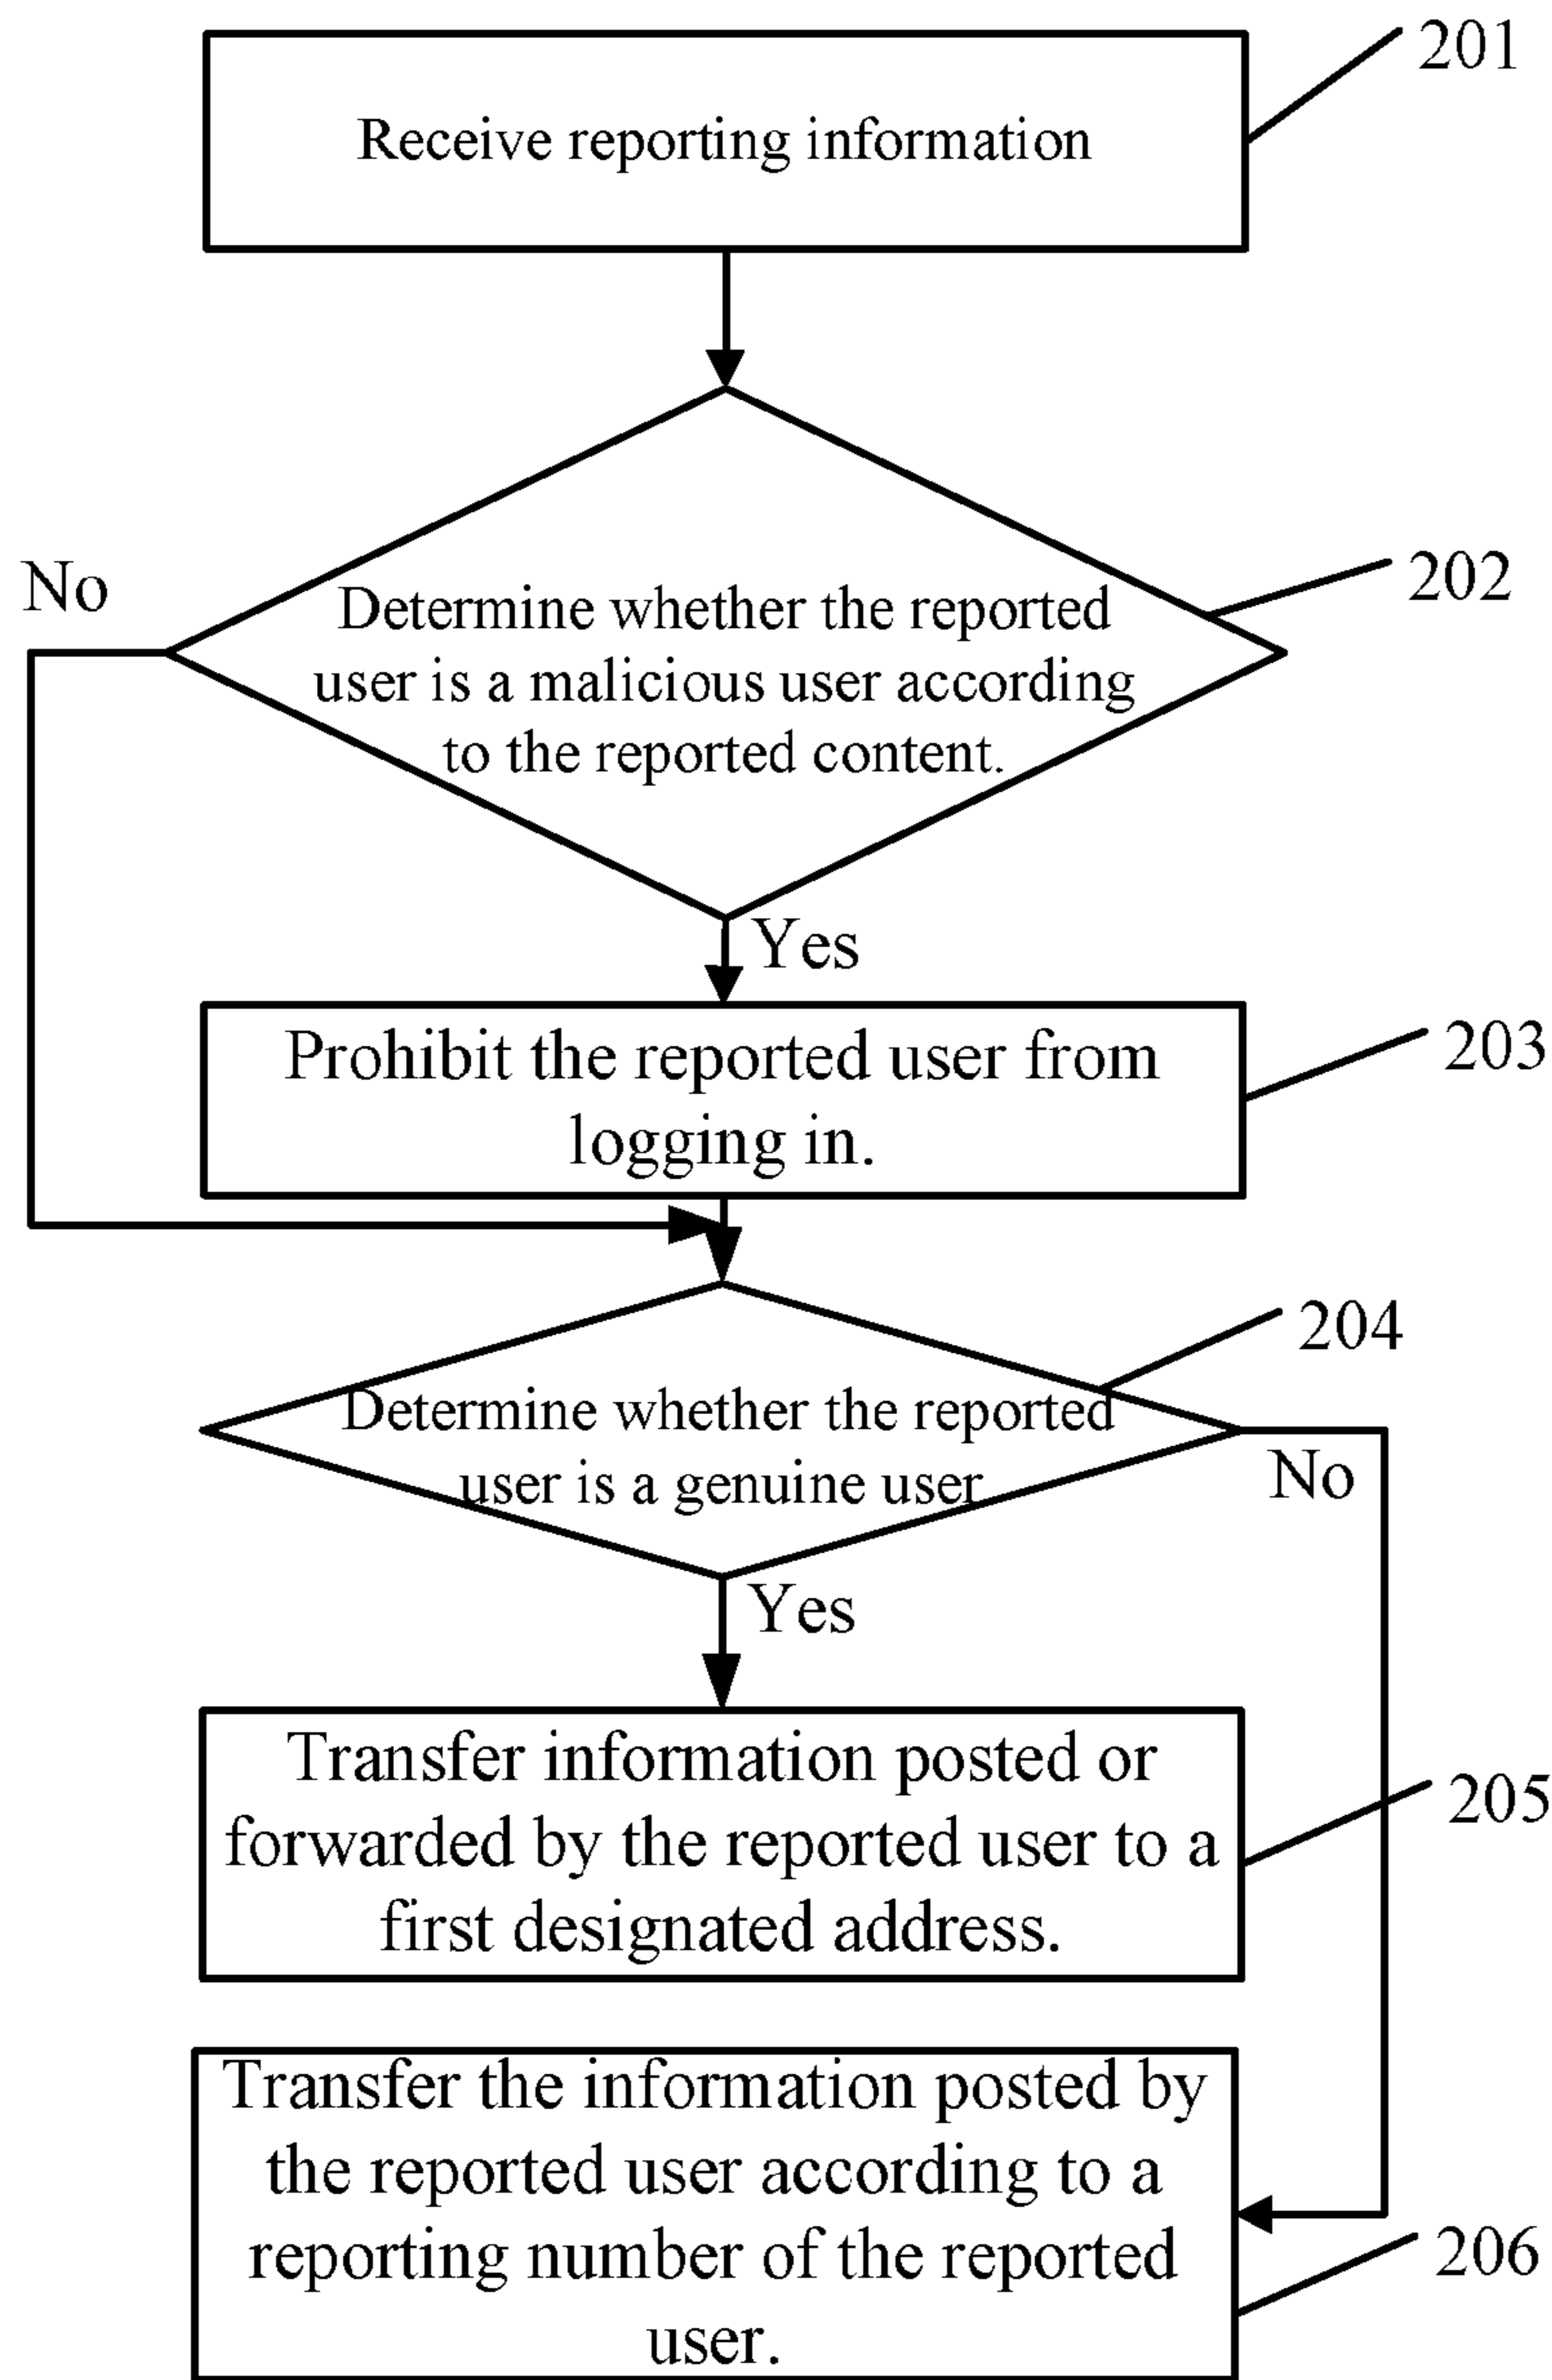 201
Receive reporting information
No
202
Determine whether the reported
user is a malicious user according
to the reported content.
Yes
Prohibit the reported user from
logging in.
203
204
Determine whether the reported
user is a genuine user
No
Yes
Transfer information posted or
forwarded by the reported user to a
first designated address.
205
Transfer the information posted by
the reported user according to a
reporting number of the reported
user.
206